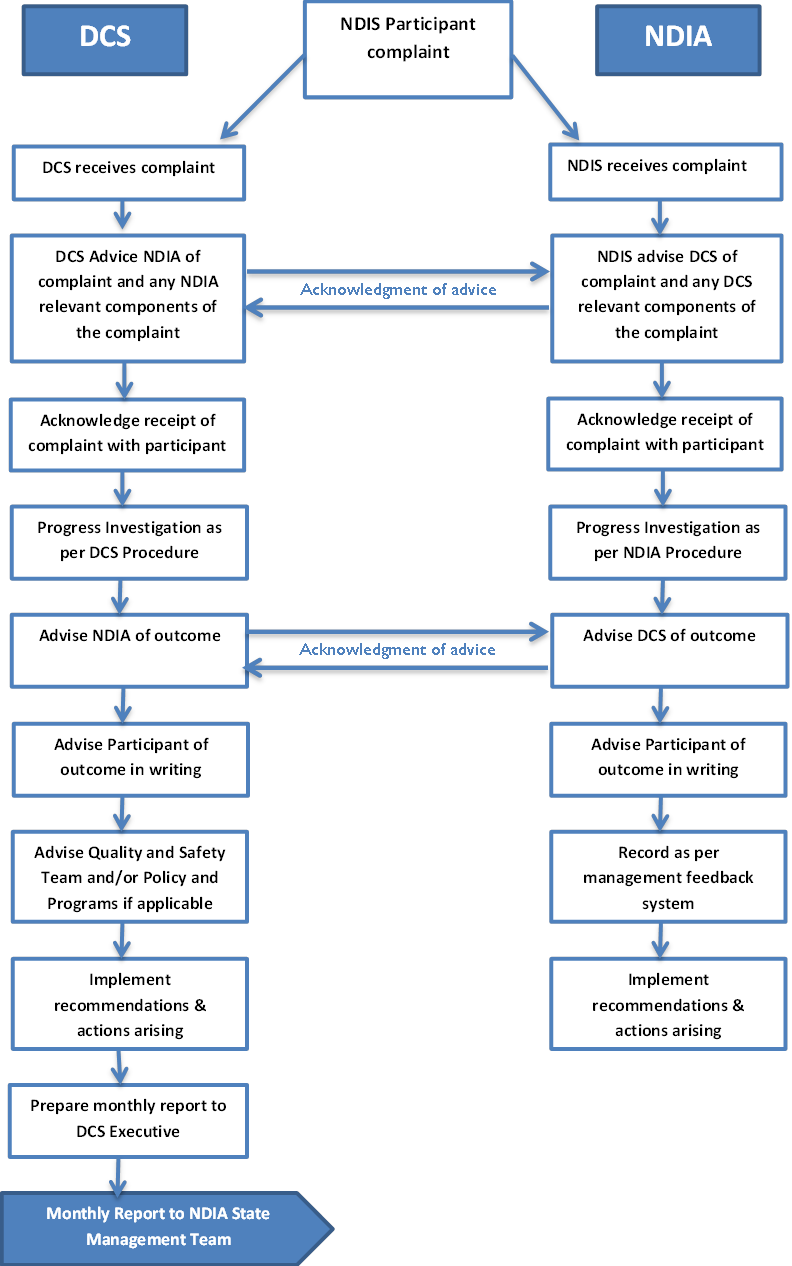 DCS
NDIS Participant
complaint
NDIA
DCS receives complaint
NDIS receives complaint
DCS Advice NDIA of
complaint and any NDIA
relevant components of
the complaint
Acknowledgment of advice
NDIS advise DCS of
complaint and any DCS
relevant components of
the complaint
Acknowledge receipt of
complaint with participant
Acknowledge receipt of
complaint with participant
Progress Investigation as
per DCS Procedure
Progress Investigation as
per NDIA Procedure
Advise NDIA of outcome
Acknowledgment of advice
Advise DCS of outcome
Advise Participant of
outcome in writing
Advise Participant of
outcome in writing
Advise Quality and Safety
Team and/or Policy and
Programs if applicable
Record as per
management feedback
system
Implement
recommendations &
actions arising
Implement
recommendations &
actions arising
Prepare monthly report to
DCS Executive
Monthly Report to NDIA State
Management Team